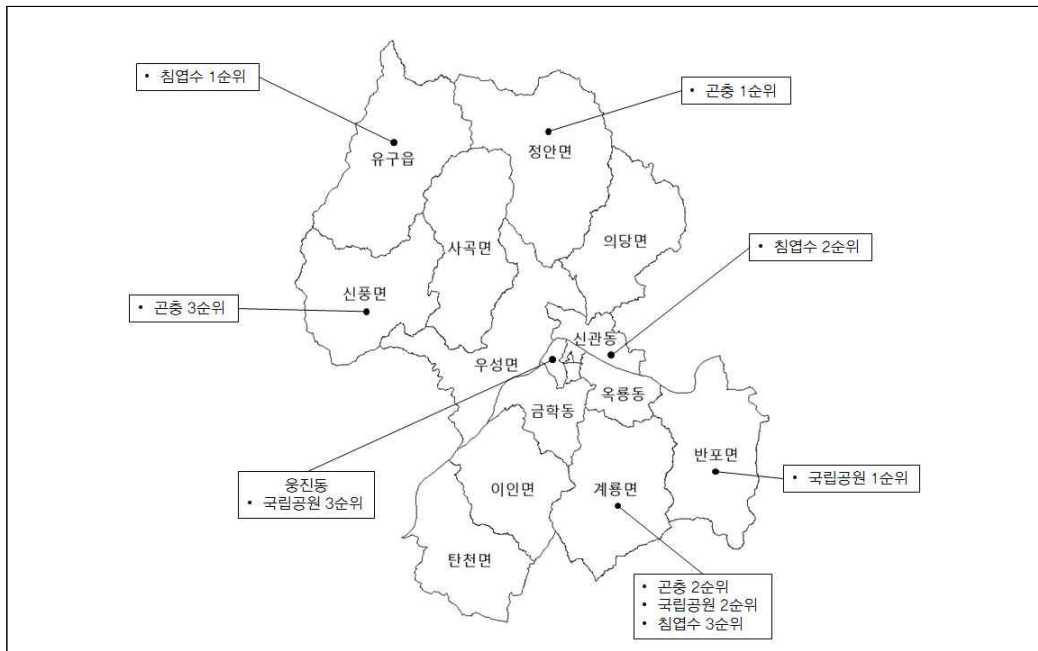 • 침엽수 1순위
• 곤충 1순위
유구읍
정안면
의당면
사곡면
• 침엽수 2순위
신풍면
• 곤충 3순위
신관동
우성면
옥룡동
금학동
반포면
• 국립공원 1순위
웅진동
• 국립공원 3순위
이인면
계룡면
탄천면
• 곤충 2순위
• 국립공원 2순위
• 침엽수 3순위